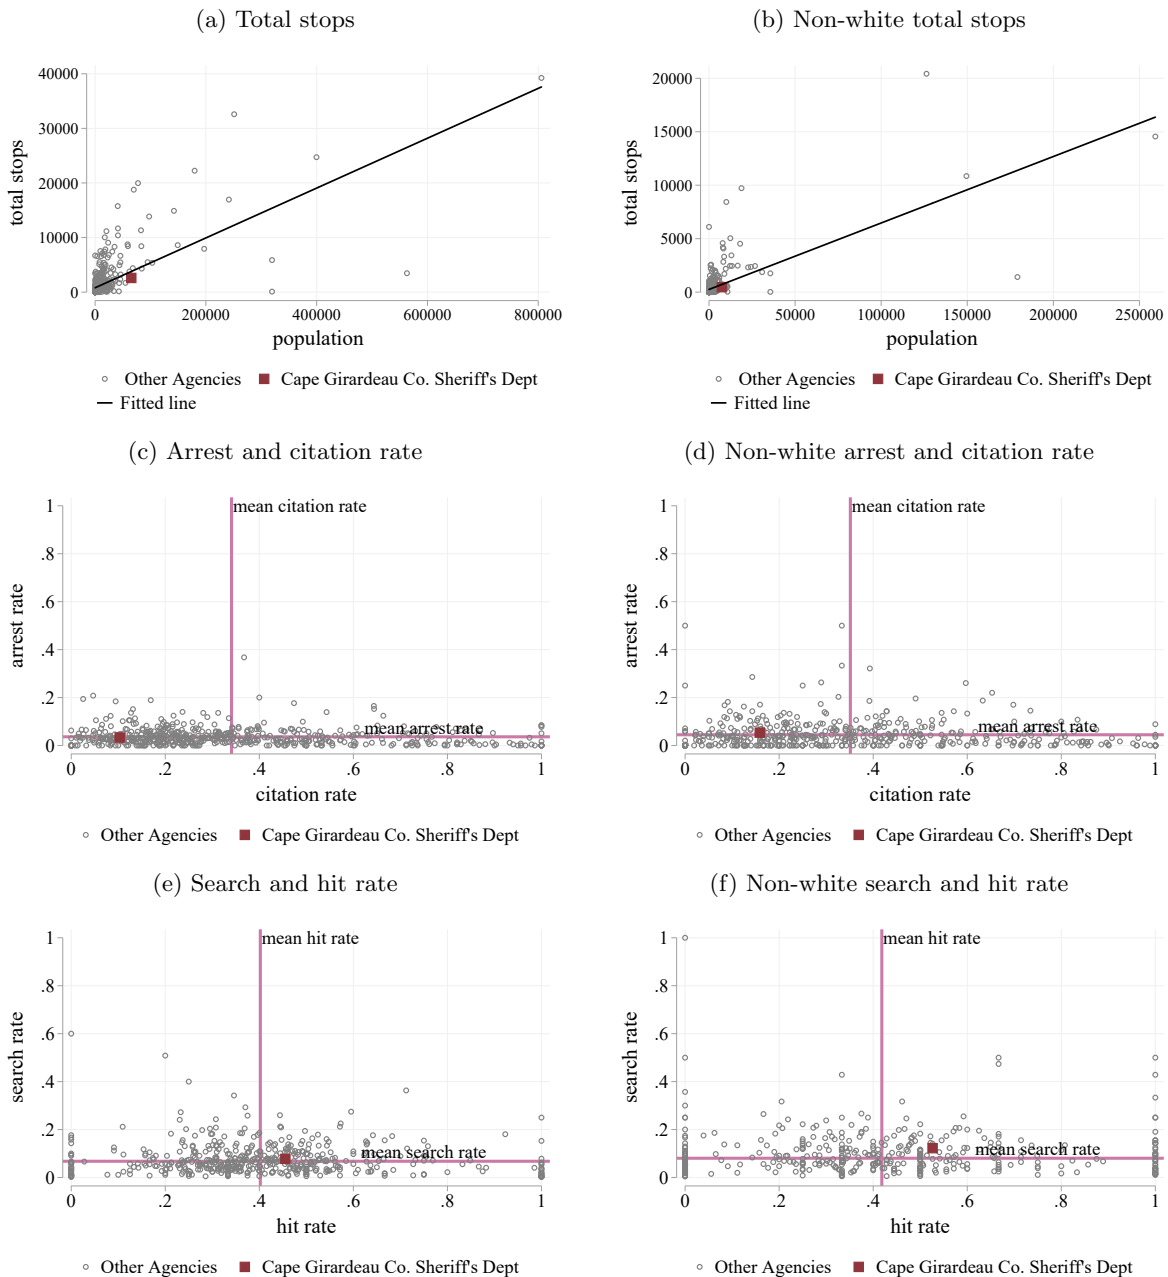 (a) Total stops
(b) Non-white total stops
40000
30000
20000
10000
0
total stops
0 200000 400000 600000 800000
population
Other Agencies Cape Girardeau Co. Sheriff's Dept
Fitted line
20000
15000
10000
5000
0
total stops
0 50000 100000 150000 200000 250000
population
Other Agencies Cape Girardeau Co. Sheriff's Dept
Fitted line
(c) Arrest and citation rate
(d) Non-white arrest and citation rate
1
.8
.6
.4
.2
0
arrest rate
mean citation rate
mean arrest rate
0 .2 .4 .6 .8 1
citation rate
Other Agencies Cape Girardeau Co. Sheriff's Dept
1
.8
.6
.4
.2
0
arrest rate
mean citation rate
mean arrest rate
0 .2 .4 .6 .8 1
citation rate
Other Agencies Cape Girardeau Co. Sheriff's Dept
(e) Search and hit rate
(f) Non-white search and hit rate
1
.8
.6
.4
.2
0
search rate
mean hit rate
mean search rate
0 .2 .4 .6 .8 1
hit rate
Other Agencies Cape Girardeau Co. Sheriff's Dept
1
.8
.6
.4
.2
0
search rate
mean hit rate
mean search rate
0 .2 .4 .6 .8 1
hit rate
Other Agencies Cape Girardeau Co. Sheriff's Dept